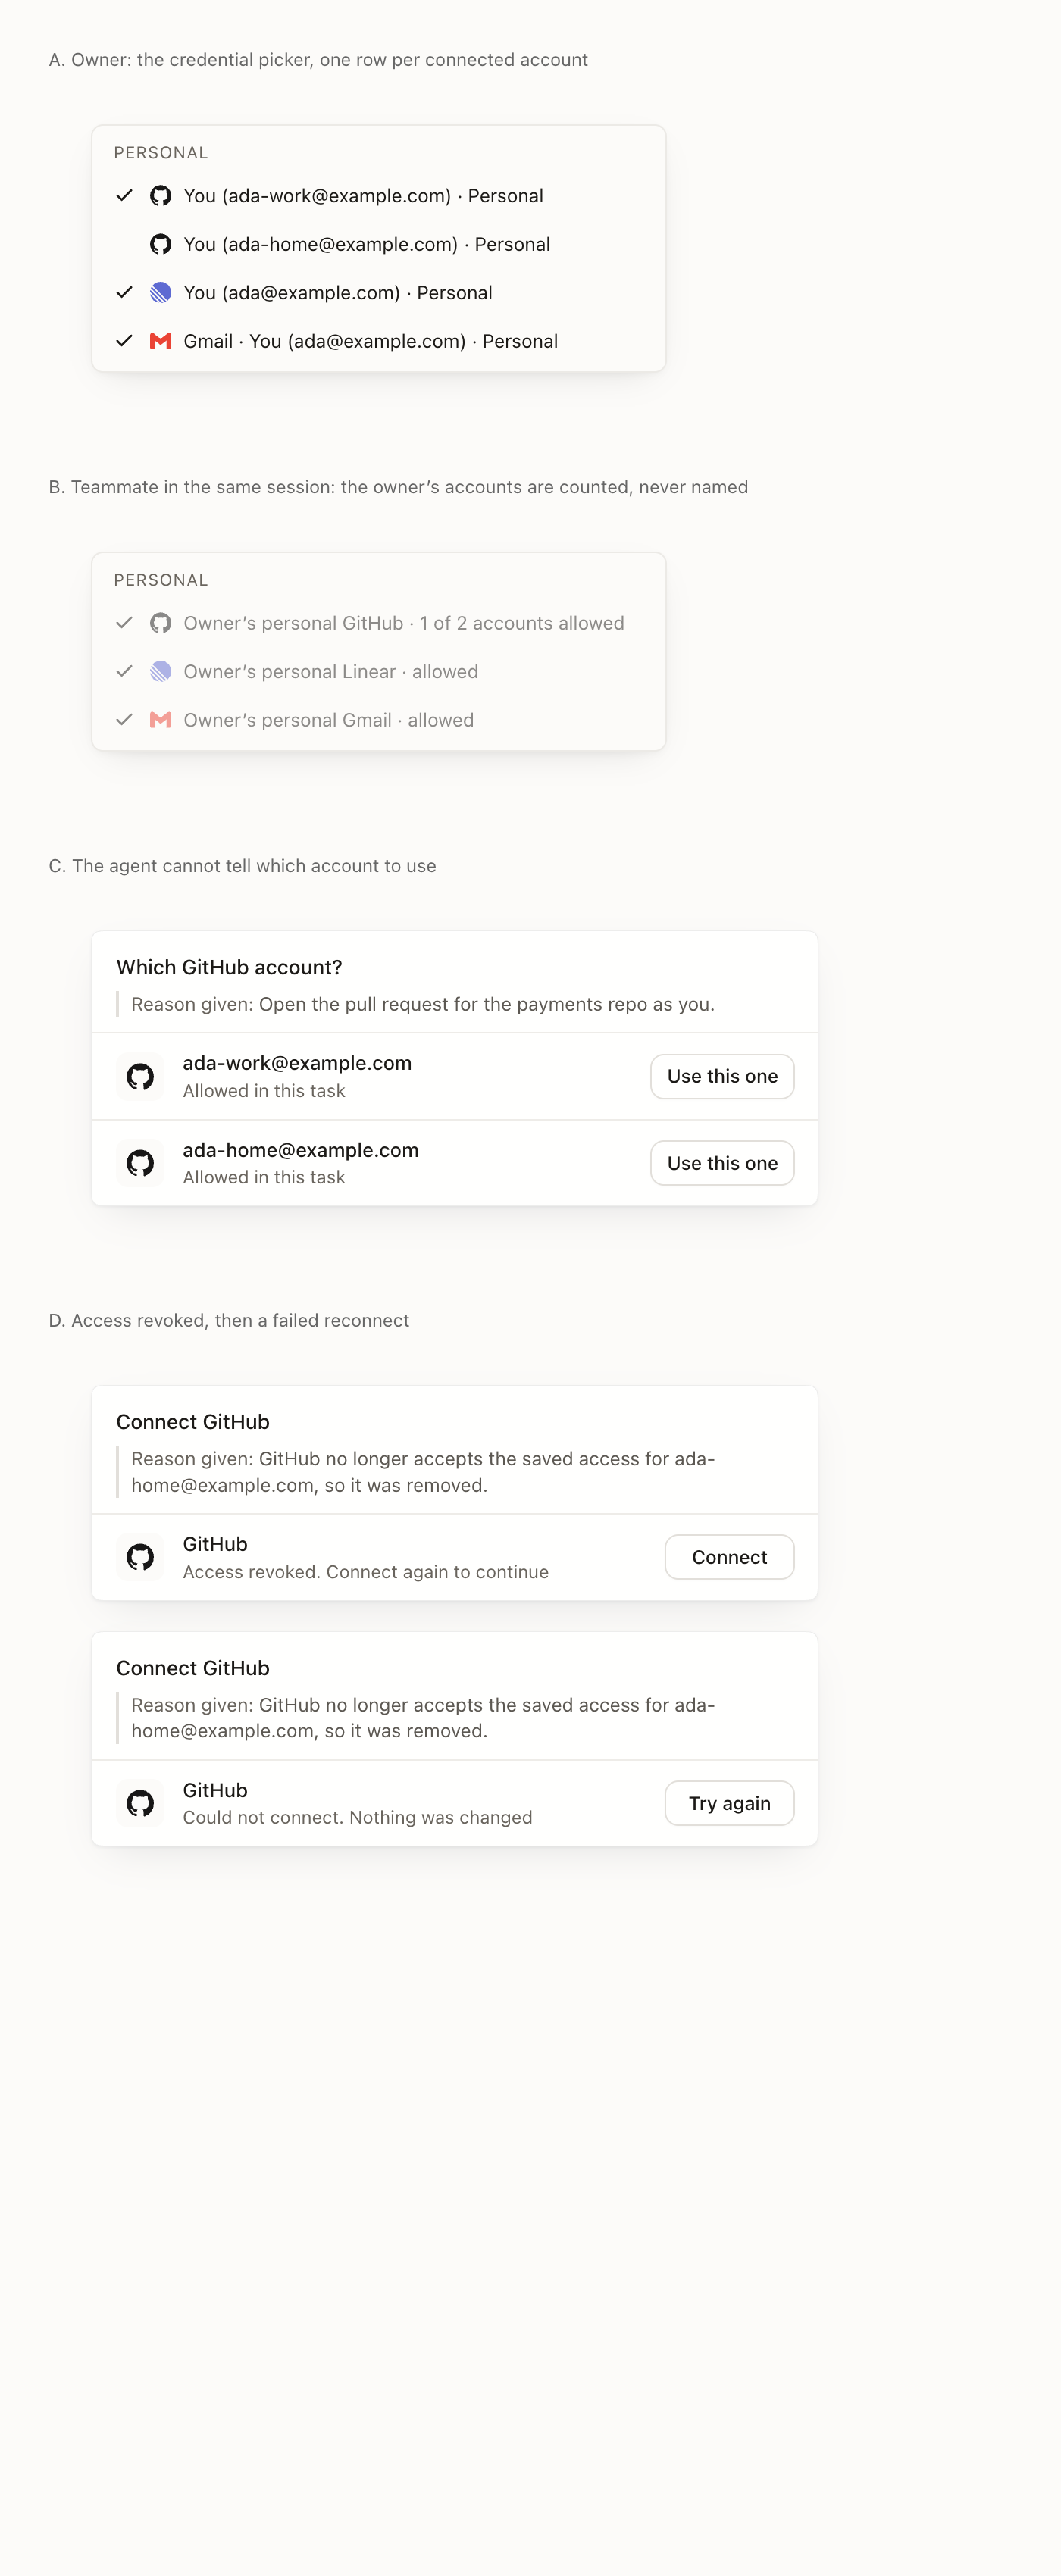 A. Owner: the credential picker, one row per connected account
PERSONAL
You (ada-work@example.com) · Personal
You (ada-home@example.com) · Personal
You (ada@example.com) · Personal
Gmail · You (ada@example.com) · Personal
B. Teammate in the same session: the owner’s accounts are counted, never named
PERSONAL
Owner’s personal GitHub · 1 of 2 accounts allowed
Owner’s personal Linear · allowed
Owner’s personal Gmail · allowed
C. The agent cannot tell which account to use
Which GitHub account?
Reason given: Open the pull request for the payments repo as you.
ada-work@example.com
Allowed in this task
Use this one
ada-home@example.com
Allowed in this task
Use this one
D. Access revoked, then a failed reconnect
Connect GitHub
Reason given: GitHub no longer accepts the saved access for ada-
home@example.com, so it was removed.
GitHub
Access revoked. Connect again to continue
Connect
Connect GitHub
Reason given: GitHub no longer accepts the saved access for ada-
home@example.com, so it was removed.
GitHub
Could not connect. Nothing was changed
Try again